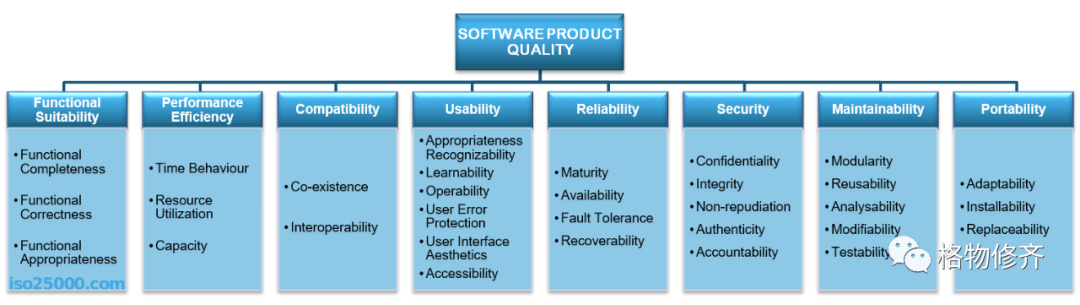 SOFTWARE PRODUCT
QUALITY
Functional
Suitability
• Functional
Completeness
• Functional
Correctness
• Functional
Appropriateness
Performance
Efficiency
• Time Behaviour
• Resource
Utilization
• Capacity
Compatibility
• Co-existence
• Interoperability
Usability
• Appropriateness
Recognizability
• Learnability
• Operability
• User Error
Protection
• User Interface
Aesthetics
• Accessibility
Reliability
• Maturity
• Availability
• Fault Tolerance
• Recoverability
Security
• Confidentiality
• Integrity
• Non-repudiation
• Authenticity
• Accountability
Maintainability
• Modularity
• Reusability
• Analysability
• Modifiability
• Testability
Portability
• Adaptability
• Installability
• Replaceability
iso25000.com
格物修齐